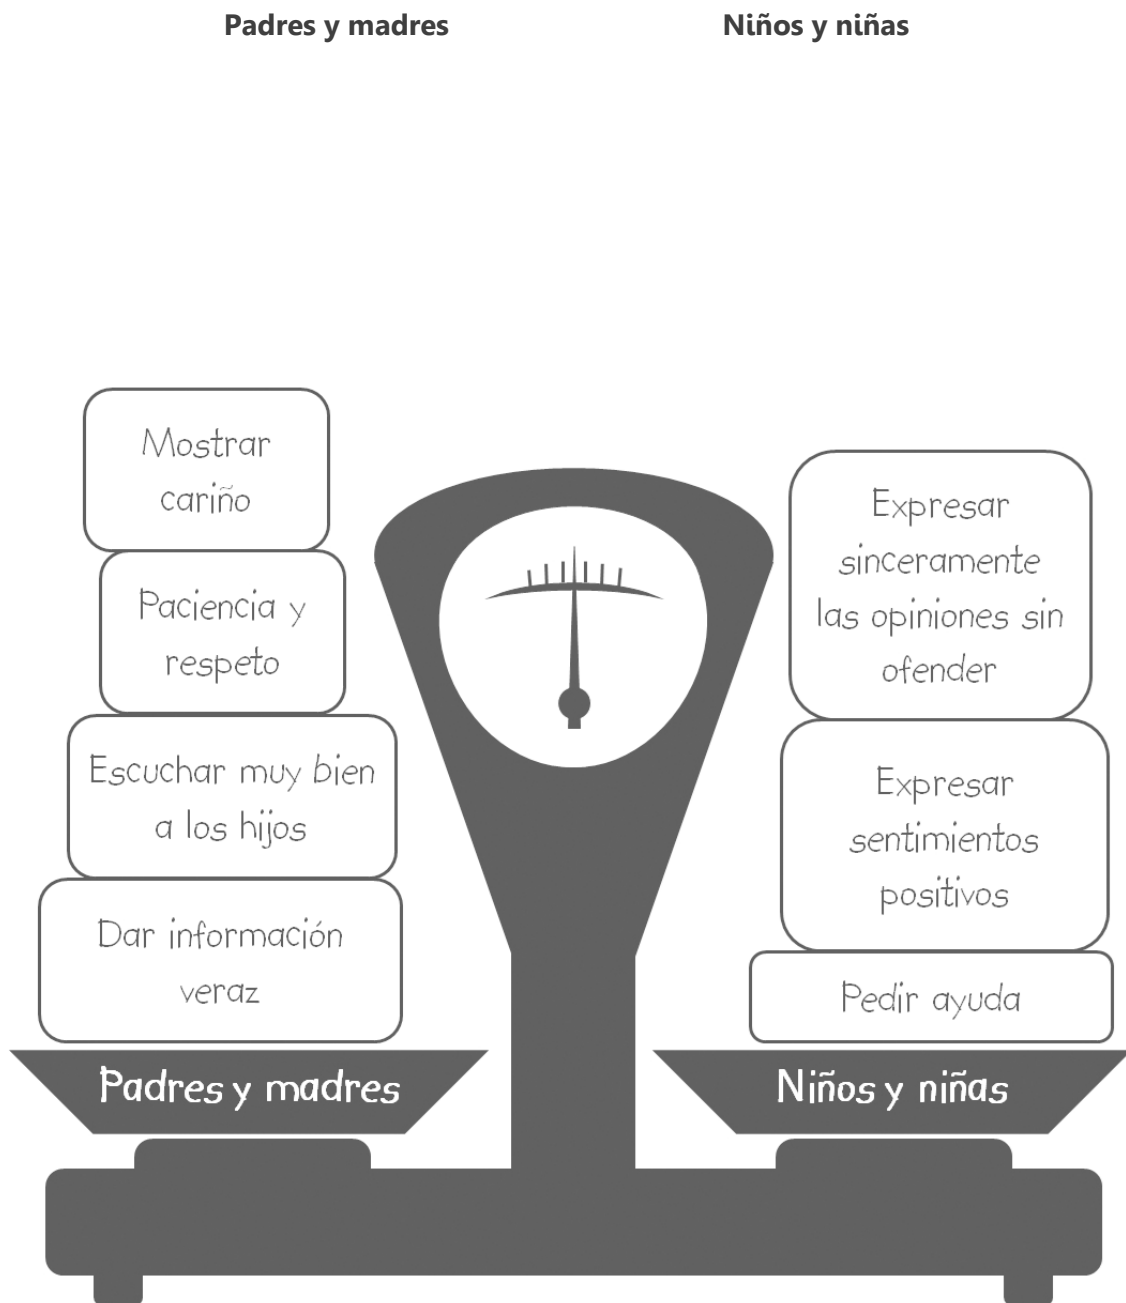 Padres y madres
Niños y niñas
Mostrar
cariño
Paciencia y
respeto
Escuchar muy bien
a los hijos
Dar información
veraz
Padres y madres
Expresar
sinceramente
las opiniones sin
ofender
Expresar
sentimientos
positivos
Pedir ayuda
Niños y niñas